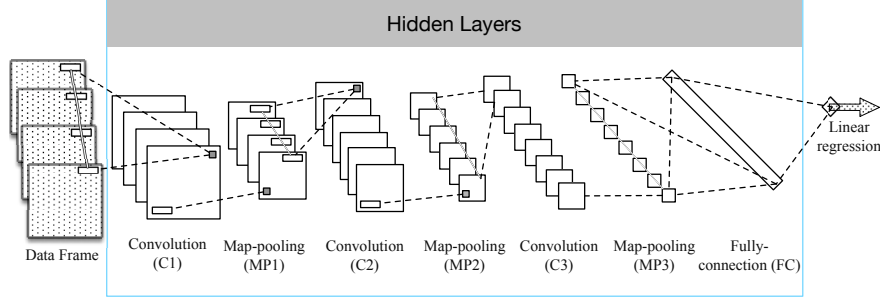 Hidden Layers
Data Frame
Convolution
(C1)
Map-pooling
(MP1)
Convolution
(C2)
Map-pooling
(MP2)
Convolution
(C3)
Map-pooling
(MP3)
Fully-
connection (FC)
Linear
regression